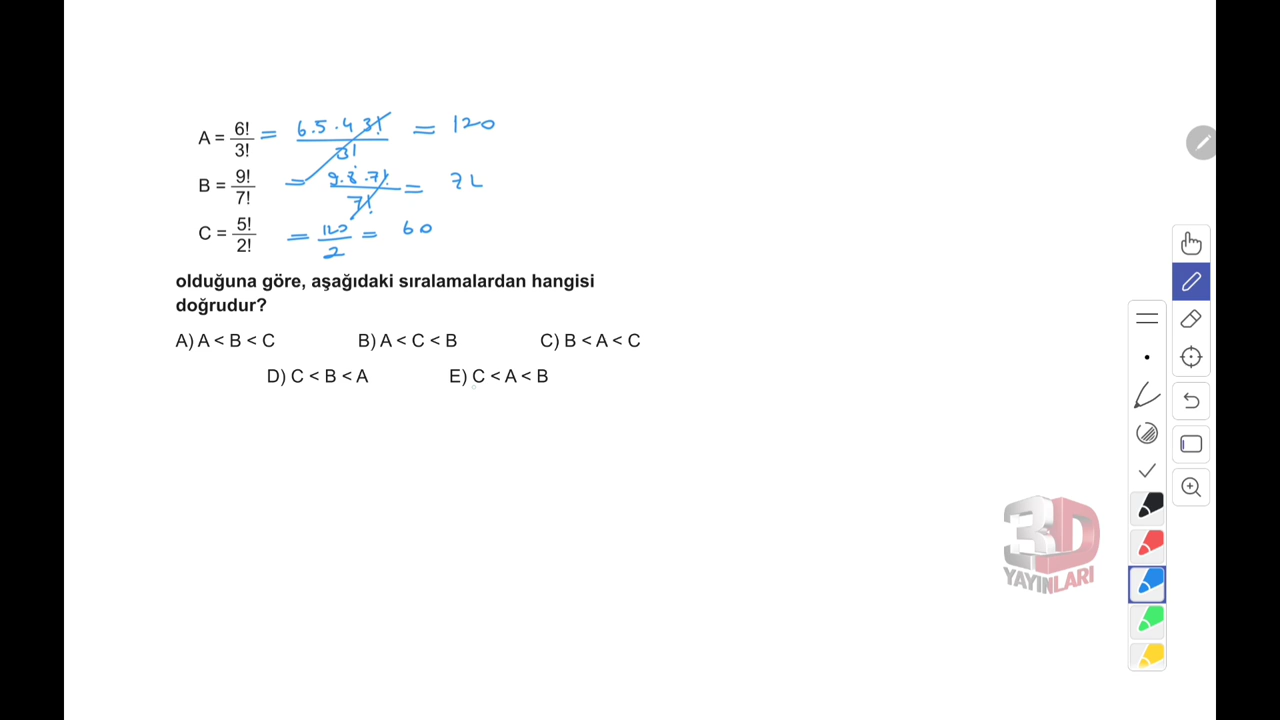 A = 6!/3! = 6.5.4 3!/3! = 120
B = 9!/7! = 9.8.7!/7! = 72
C = 5!/2! = 120/2 = 60
olduğuna göre, aşağıdaki sıralamalardan hangisi
doğrudur?
A) A < B < C B) A < C < B C) B < A < C
D) C < B < A E) C < A < B
3D
YAYINLARI